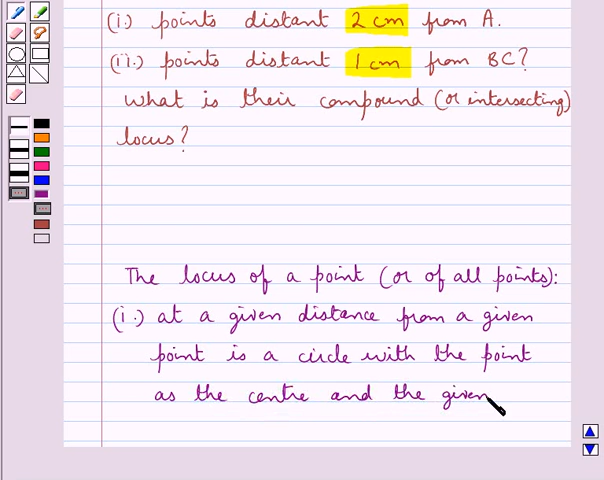 (i) points distant 2 cm from A.
(ii.) points distant 1 cm from BC?
What is their compound (or intersecting)
locus?
The locus of a point (or of all points):
(i.) at a given distance from a given
point is a circle with the point
as the centre and the given